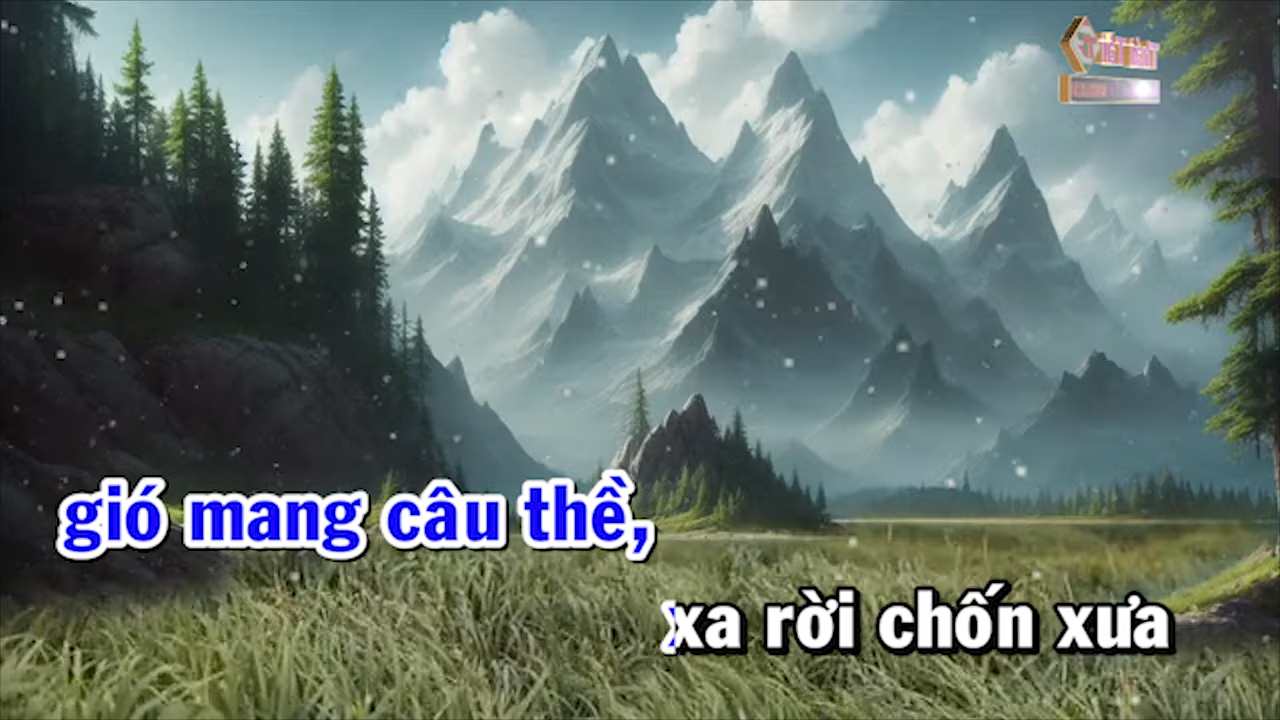 gió mang câu thề,
xa rời chốn xưa